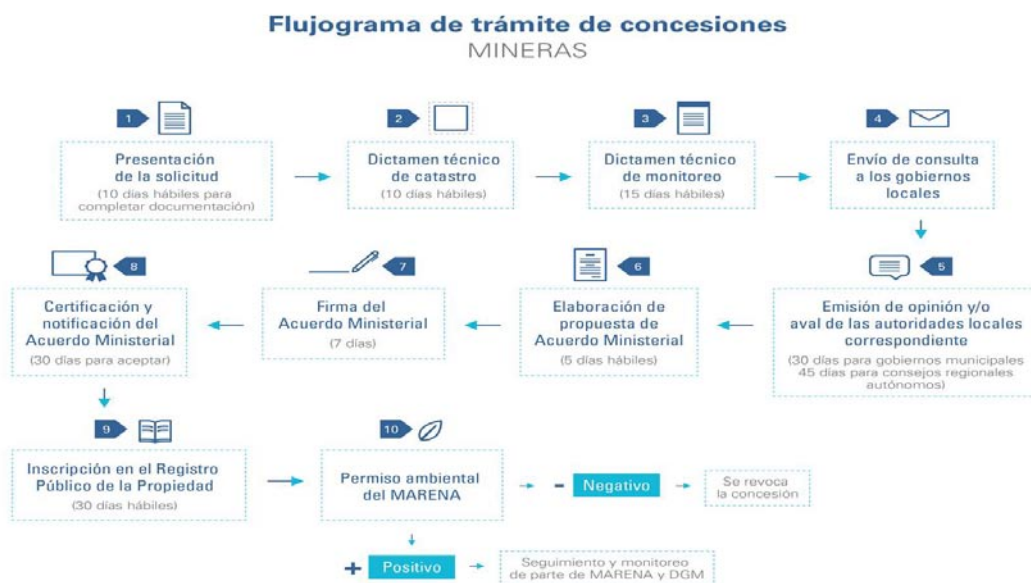 Flujograma de trámite de concesiones
MINERAS
1
Presentación
de la solicitud
(10 días hábiles para
completar documentación)
2
Dictamen técnico
de catastro
(10 días hábiles)
3
Dictamen técnico
de monitoreo
(15 días hábiles)
4
Envío de consulta
a los gobiernos
locales
5
Emisión de opinión y/o
aval de las autoridades locales
correspondiente
(30 días para gobiernos municipales
45 días para consejos regionales
autónomos)
6
Elaboración de
propuesta de
Acuerdo Ministerial
(5 días hábiles)
7
Firma del
Acuerdo Ministerial
(7 días)
8
Certificación y
notificación del
Acuerdo Ministerial
(30 días para aceptar)
9
Inscripción en el Registro
Público de la Propiedad
(30 días hábiles)
10
Permiso ambiental
del MARENA
- Negativo
Se revoca
la concesión
+ Positivo
Seguimiento y monitoreo
de parte de MARENA y DGM